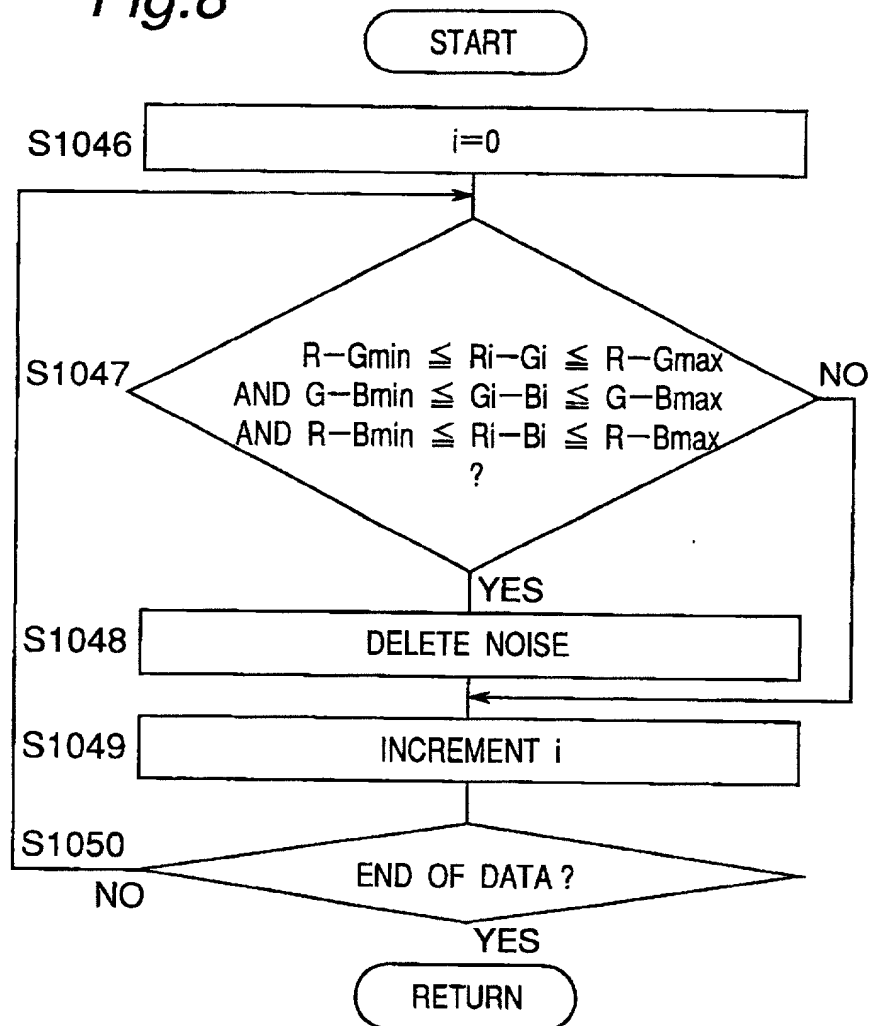 Fig.8
START
S1046
i=0
S1047
R-Gmin ≦ Ri-Gi ≦ R-Gmax
AND G-Bmin ≦ Gi-Bi ≦ G-Bmax
AND R-Bmin ≦ Ri-Bi ≦ R-Bmax
?
NO
YES
S1048
DELETE NOISE
S1049
INCREMENT i
S1050
END OF DATA ?
NO
YES
RETURN